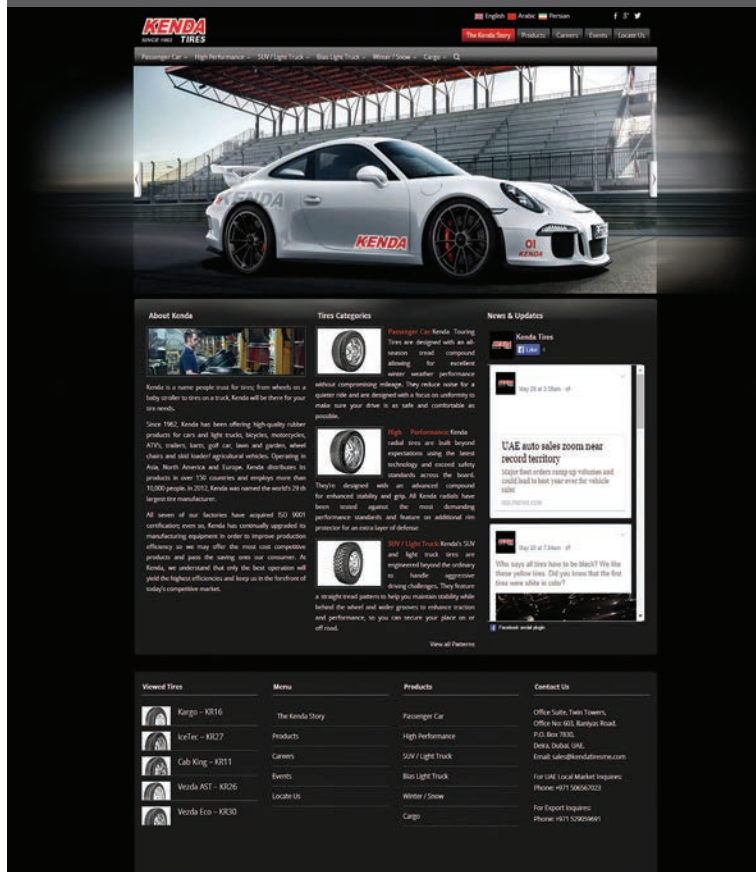 KENDA
SINCE 1962 TIRES
English Arabic Persian
The Kenda Story Products Careers Events Locate Us
Passenger Car High Performance SUV / Light Truck Bias Light Truck Winter / Snow Cargo
KENDA
KENDA
01
KENDA
About Kenda
Kenda is a name people trust for tires; from wheels on a
baby stroller to tires on a truck, Kenda will be there for your
tire needs.
Since 1962, Kenda has been offering high-quality rubber
products for cars and light trucks, bicycles, motorcycles,
ATV's, trailers, karts, golf car, lawn and garden, wheel
chairs and skid loader/ agricultural vehicles. Operating in
Asia, North America and Europe. Kenda distributes its
products in over 150 countries and employs more than
10,000 people. In 2012, Kenda was named the world's 29 th
largest tire manufacturer.
All seven of our factories have acquired ISO 9001
certification; even so, Kenda has continually upgraded its
manufacturing equipment in order to improve production
efficiency so we may offer the most cost competitive
products and pass the saving onto our consumer. At
Kenda, we understand that only the best operation will
yield the highest efficiencies and keep us in the forefront of
today's competitive market.
Tires Categories
Passenger Car:Kenda Touring
Tires are designed with an all-
season tread compound
allowing for excellent
winter weather performance
without compromising mileage. They reduce noise for a
quieter ride and are designed with a focus on uniformity to
make sure your drive is as safe and comfortable as
possible.
High Performance:Kenda
radial tires are built beyond
expectations using the latest
technology and exceed safety
standards across the board.
They're designed with an advanced compound
for enhanced stability and grip. All Kenda radials have
been tested against the most demanding
performance standards and feature on additional rim
protector for an extra layer of defense
SUV / Light Truck:Kenda's SUV
and light truck tires are
engineered beyond the ordinary
to handle aggressive
driving challenges. They feature
a straight tread pattern to help you maintain stability while
behind the wheel and wider grooves to enhance traction
and performance, so you can secure your place on or
off road.
View all Patterns
News & Updates
Kenda Tires
Like
UAE auto sales zoom near
record territory
Major fleet orders ramp up volumes and
could lead to best year ever for vehicle
sales
May 28 at 7:34am
Who says all tires have to be black? We like
these yellow tires. Did you know that the first
tires were white in color?
Facebook social plugin
Viewed Tires
Kargo – KR16
IceTec – KR27
Cab King – KR11
Vezda AST – KR26
Vezda Eco – KR30
Menu
The Kenda Story
Products
Careers
Events
Locate Us
Products
Passenger Car
High Performance
SUV / Light Truck
Bias Light Truck
Winter / Snow
Cargo
Contact Us
Office Suite, Twin Towers,
Office No: 603, Baniyas Road,
P.O. Box 7830,
Deira, Dubai, UAE.
Email: sales@kendatiresme.com
For UAE Local Market Inquires:
Phone: +971 506567023
For Export Inquires:
Phone: +971 529059691